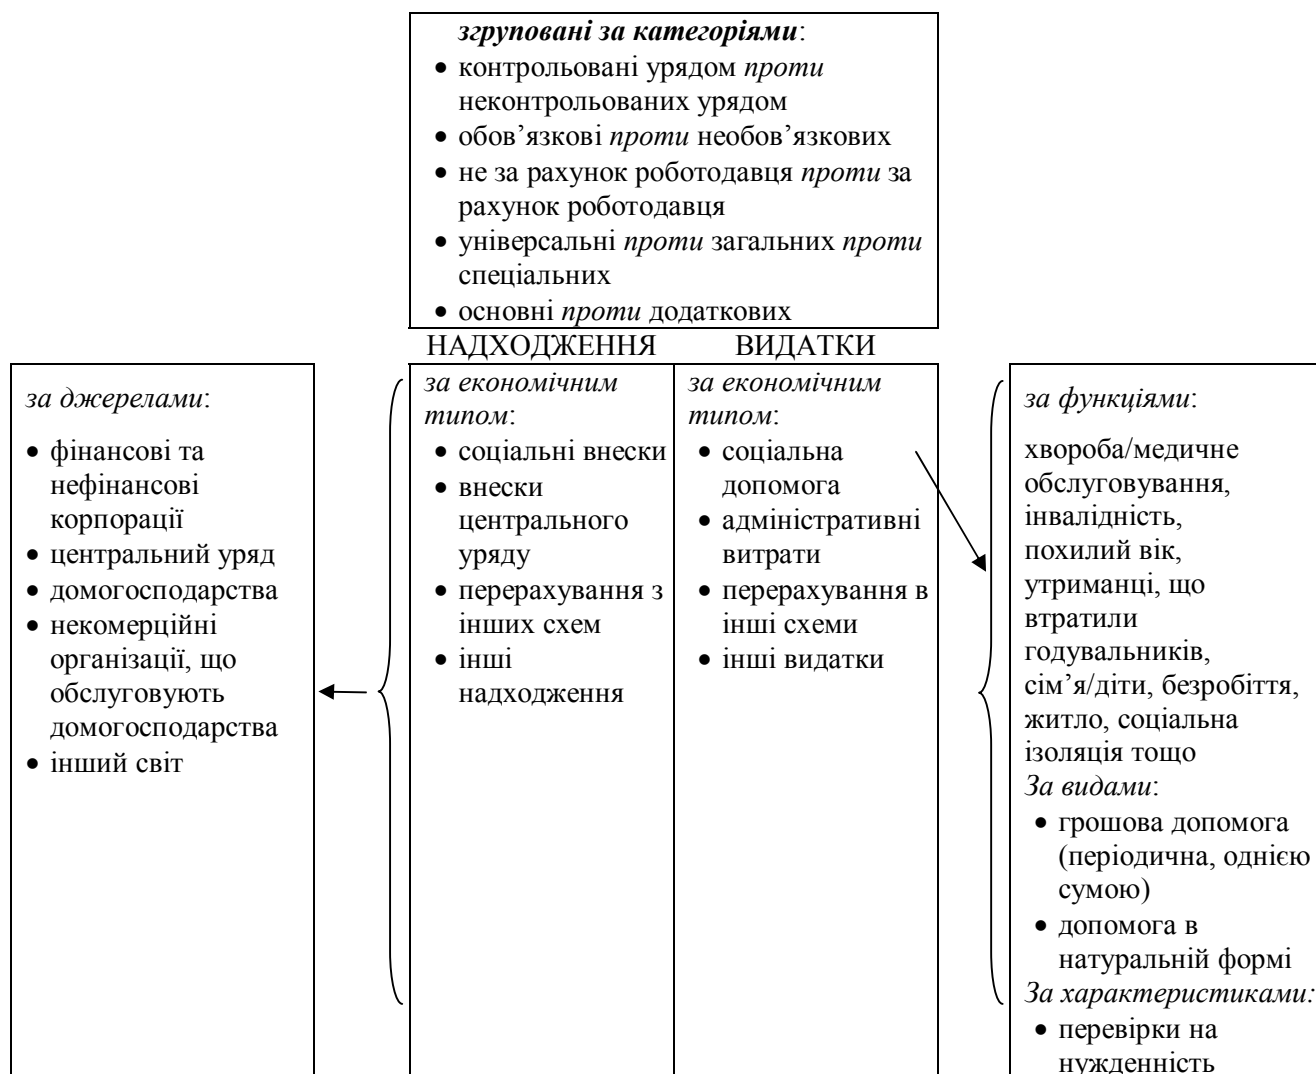 згруповані за категоріями:
• контрольовані урядом проти
неконтрольованих урядом
• обов’язкові проти необов’язкових
• не за рахунок роботодавця проти за
рахунок роботодавця
• універсальні проти загальних проти
спеціальних
• основні проти додаткових
НАДХОДЖЕННЯ
ВИДАТКИ
за джерелами:
• фінансові та
нефінансові
корпорації
• центральний уряд
• домогосподарства
• некомерційні
організації, що
обслуговують
домогосподарства
• інший світ
за економічним
типом:
• соціальні внески
• внески
центрального
уряду
• перерахування з
інших схем
• інші
надходження
за економічним
типом:
• соціальна
допомога
• адміністративні
витрати
• перерахування в
інші схеми
• інші видатки
за функціями:
хвороба/медичне
обслуговування,
інвалідність,
похилий вік,
утриманці, що
втратили
годувальників,
сім’я/діти, безробіття,
житло, соціальна
ізоляція тощо
За видами:
• грошова допомога
(періодична, однією
сумою)
• допомога в
натуральній формі
За характеристиками:
• перевірки на
нужденність